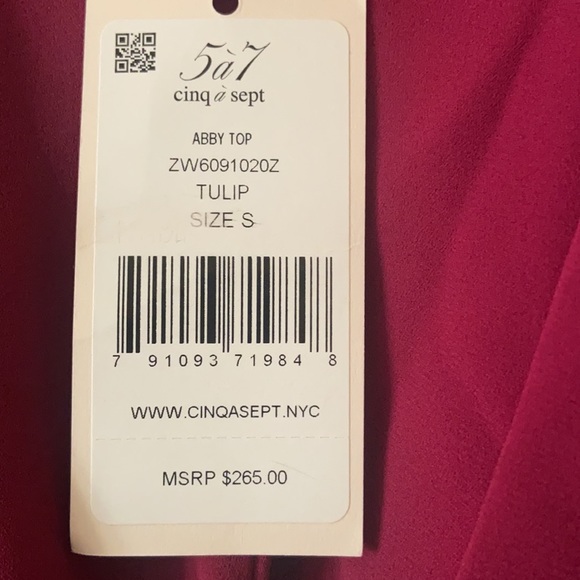 5à7
cinq à sept
ABBY TOP
ZW6091020Z
TULIP
SIZE S
7 91093 71984 8
WWW.CINQASEPT.NYC
MSRP $265.00